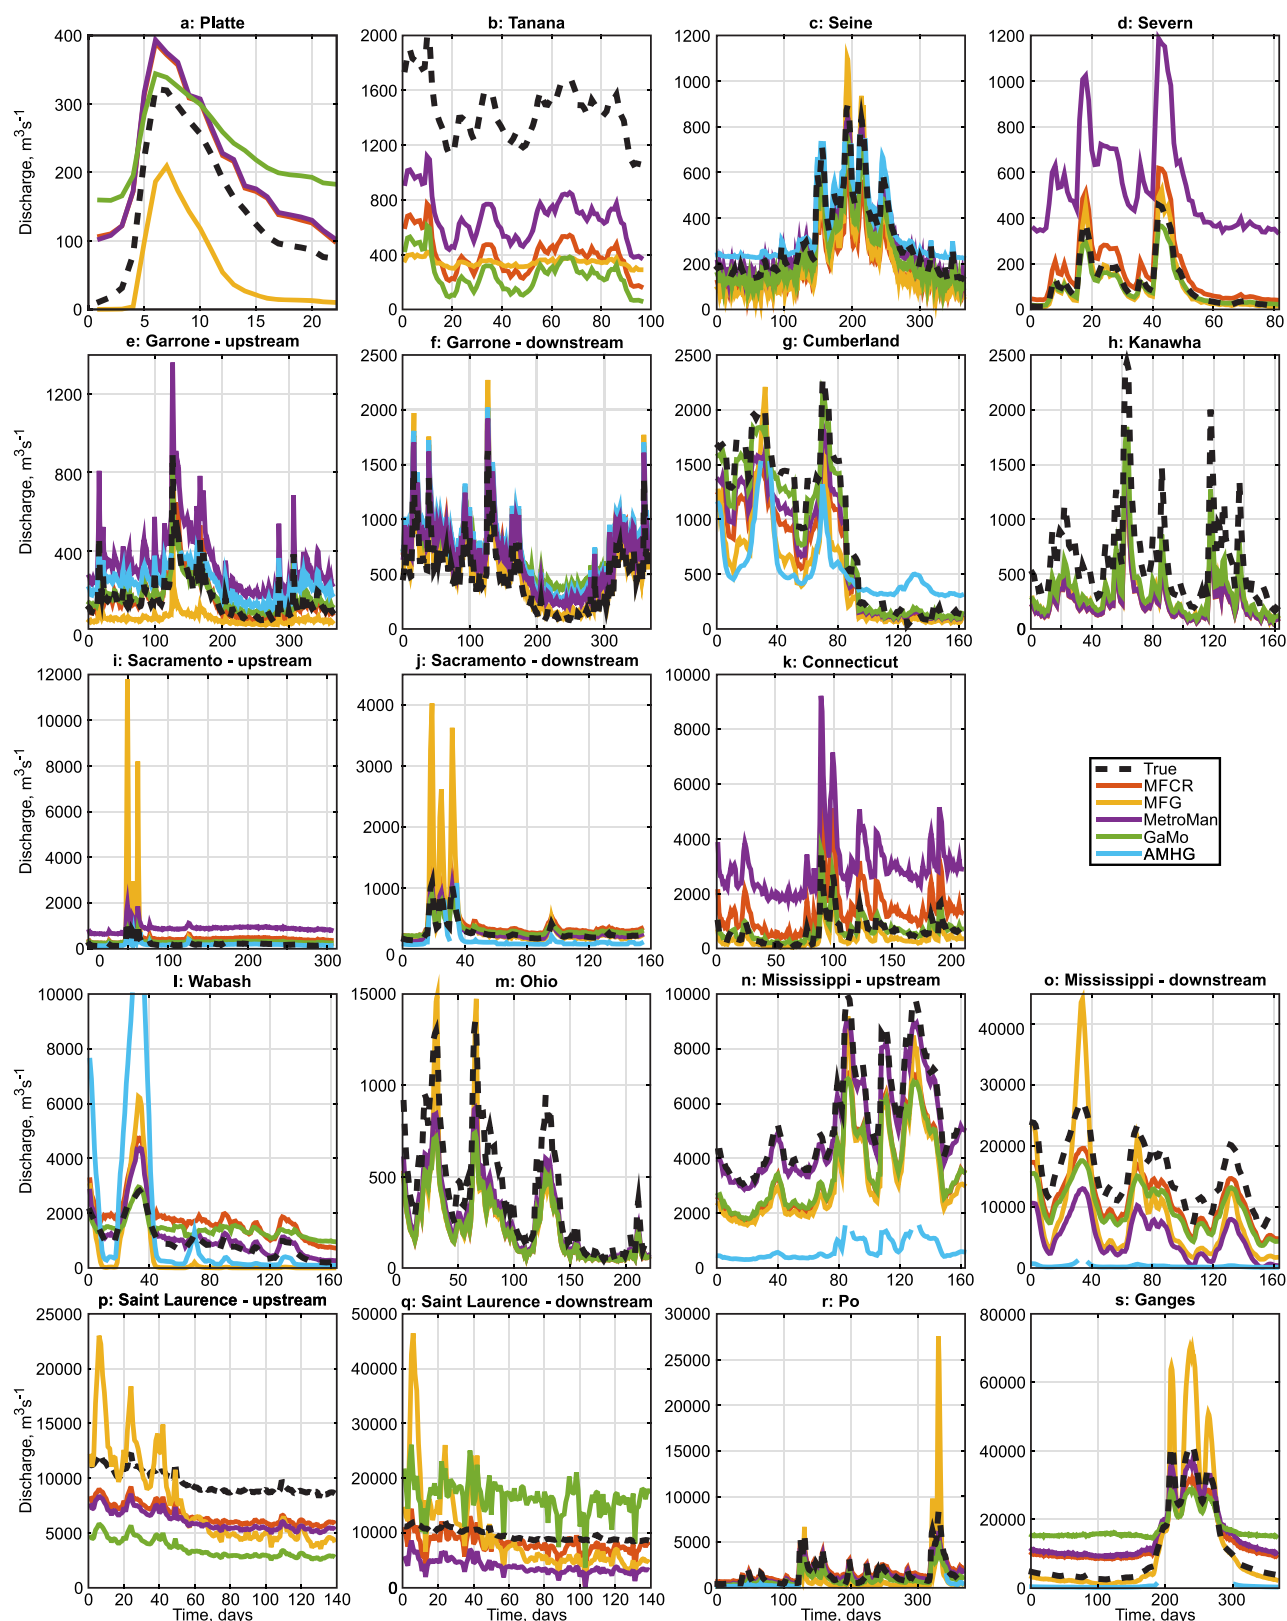 a: Platte
b: Tanana
c: Seine
d: Severn
Discharge, m³s⁻¹
400
300
200
100
0
0 5 10 15 20
2000
1600
1200
800
400
0
0 20 40 60 80 100
1200
1000
800
600
400
200
0
0 100 200 300
1200
1000
800
600
400
200
0
0 20 40 60 80
e: Garrone - upstream
f: Garrone - downstream
g: Cumberland
h: Kanawha
Discharge, m³s⁻¹
1200
800
400
0
0 100 200 300
2500
2000
1500
1000
500
0
0 100 200 300
2500
2000
1500
1000
500
0
0 40 80 120 160
2500
2000
1500
1000
500
0
0 40 80 120 160
i: Sacramento - upstream
j: Sacramento - downstream
k: Connecticut
12000
10000
8000
6000
4000
2000
0
0 100 200 300
4000
3000
2000
1000
0
0 40 80 120 160
10000
8000
6000
4000
2000
0
0 50 100 150 200
True
MFCR
MFG
MetroMan
GaMo
AMHG
l: Wabash
m: Ohio
n: Mississippi - upstream
o: Mississippi - downstream
Discharge, m³s⁻¹
10000
8000
6000
4000
2000
0
0 40 80 120 160
15000
1000
500
0
0 50 100 150 200
10000
8000
6000
4000
2000
0
0 40 80 120 160
40000
30000
20000
10000
0
0 40 80 120 160
p: Saint Laurence - upstream
q: Saint Laurence - downstream
r: Po
s: Ganges
Discharge, m³s⁻¹
25000
20000
15000
10000
5000
0
0 20 40 60 80 100 120 140
Time, days
50000
40000
30000
20000
10000
0
0 20 40 60 80 100 120 140
Time, days
30000
25000
20000
15000
10000
5000
0
0 100 200 300
Time, days
80000
60000
40000
20000
0
0 100 200 300
Time, days